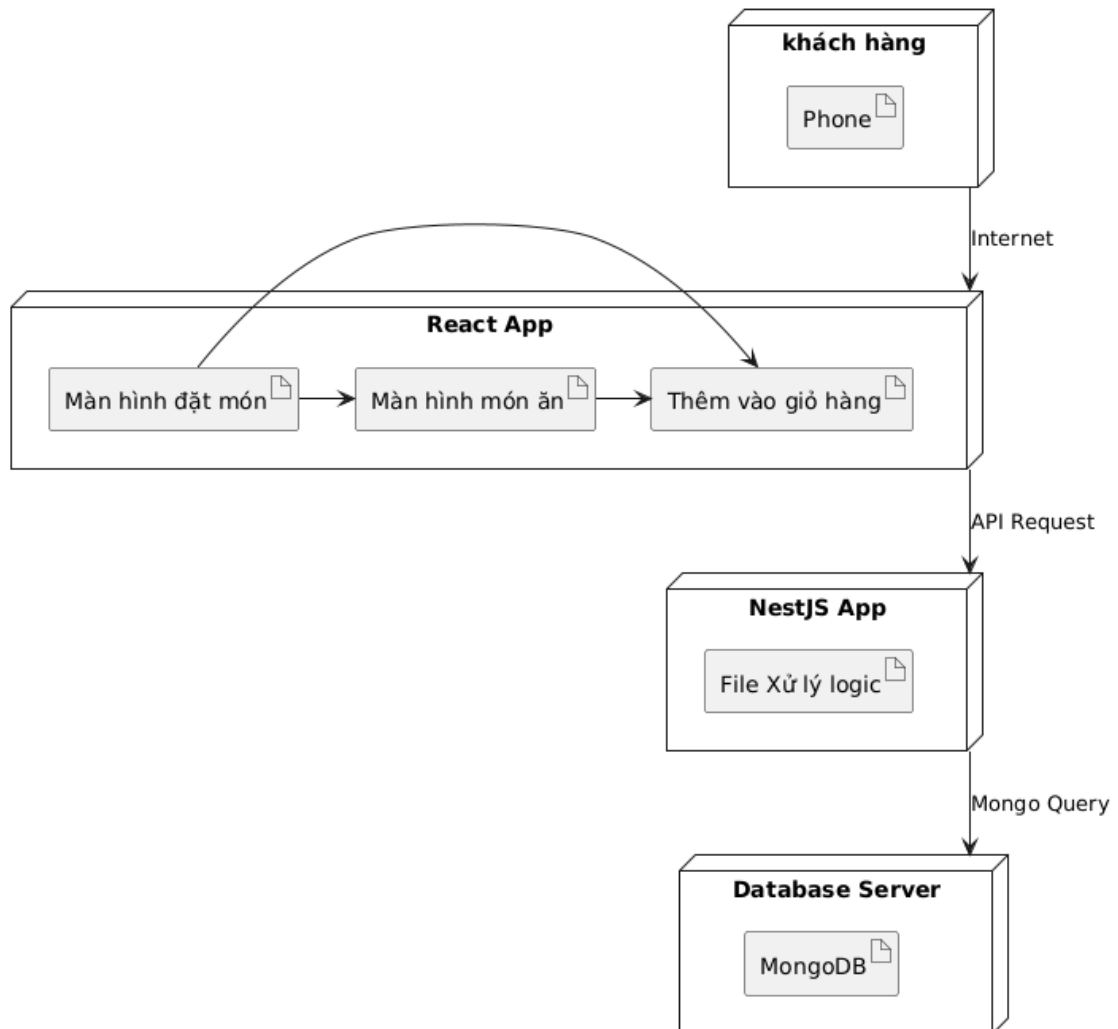 khách hàng
Phone
Internet
React App
Màn hình đặt món
Màn hình món ăn
Thêm vào giỏ hàng
API Request
NestJS App
File Xử lý logic
Mongo Query
Database Server
MongoDB